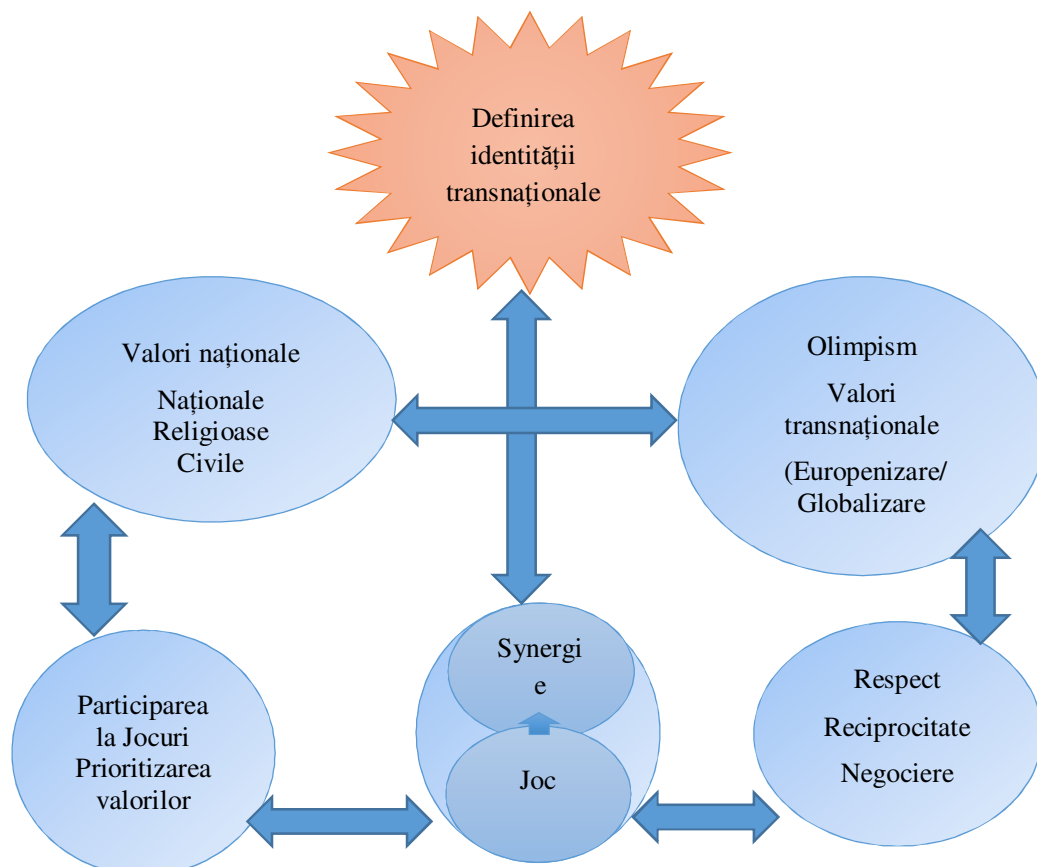 Definirea
identității
transnaționale
Valori naționale
Naționale
Religioase
Civile
Olimpism
Valori
transnaționale
(Europenizare/
Globalizare
Participarea
la Jocuri
Prioritizarea
valorilor
Synergi
e
Joc
Respect
Reciprocitate
Negociere